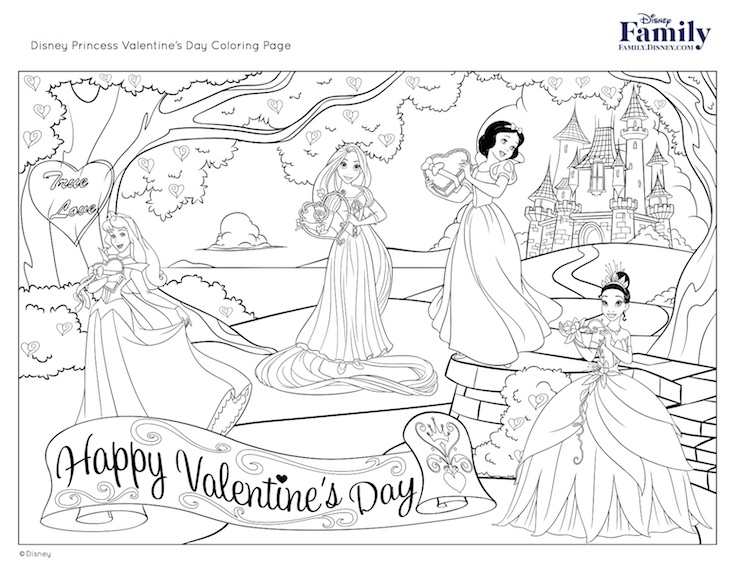 Disney Princess Valentine's Day Coloring Page
Disney
Family
FAMILY.DISNEY.COM
True
Love
Happy Valentine's Day
©Disney